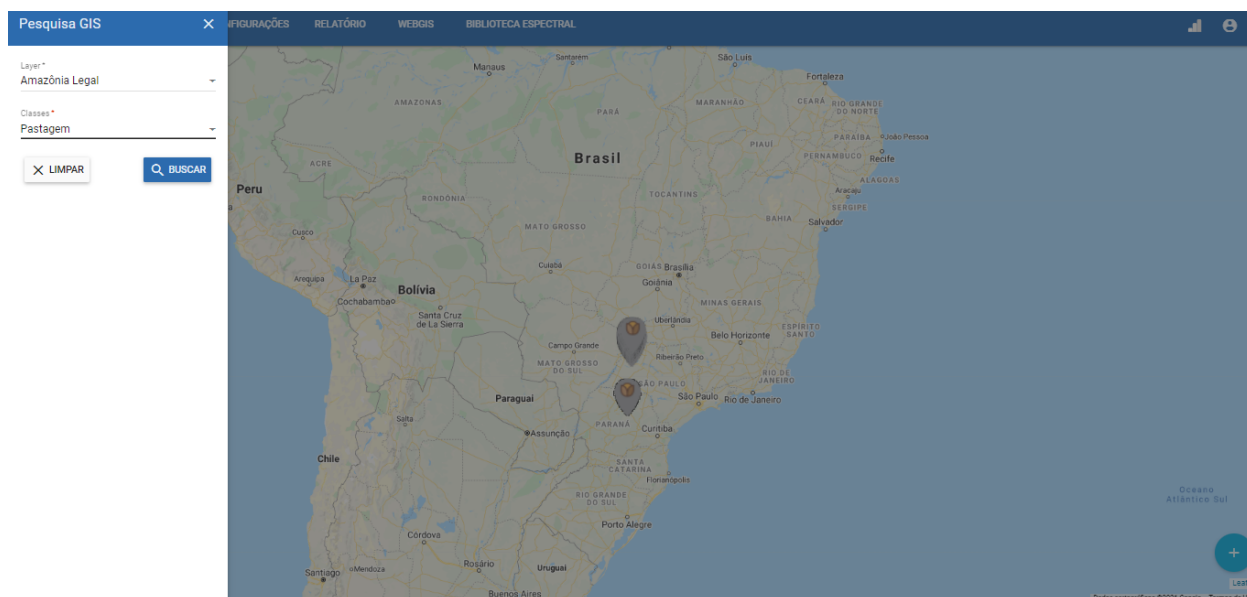 Pesquisa GIS
RELATÓRIO
WEBGIS
BIBLIOTECA ESPECTRAL
Layer *
Amazônia Legal
Classes *
Pastagem
LIMPAR
BUSCAR
Manaus
Santarém
São Luís
Fortaleza
AMAZONAS
PARÁ
MARANHÃO
CEARÁ
RIO GRANDE
DO NORTE
PARAÍBA
João Pessoa
PIAUÍ
PERNAMBUCO
Recife
Brasil
ACRE
ALAGOAS
Peru
Aracaju
TOCANTINS
RONDÔNIA
SERGIPE
BAHIA
Salvador
MATO GROSSO
Cusco
Cuiabá
GOIÁS
Brasília
Arequipa
La Paz
Goiânia
Bolívia
Cochabamba
MINAS GERAIS
Santa Cruz
de La Sierra
Uberlândia
ESPÍRITO
SANTO
Belo Horizonte
Campo Grande
Ribeirão Preto
MATO GROSSO
DO SUL
RIO DE
JANEIRO
SÃO PAULO
Paraguai
São Paulo
Rio de Janeiro
Salta
PARANÁ
Curitiba
Assunção
Chile
SANTA
CATARINA
Florianópolis
RIO GRANDE
DO SUL
Oceano
Atlântico Sul
Porto Alegre
Córdova
Rosário
Uruguai
Mendoza
Santiago
Buenos Aires